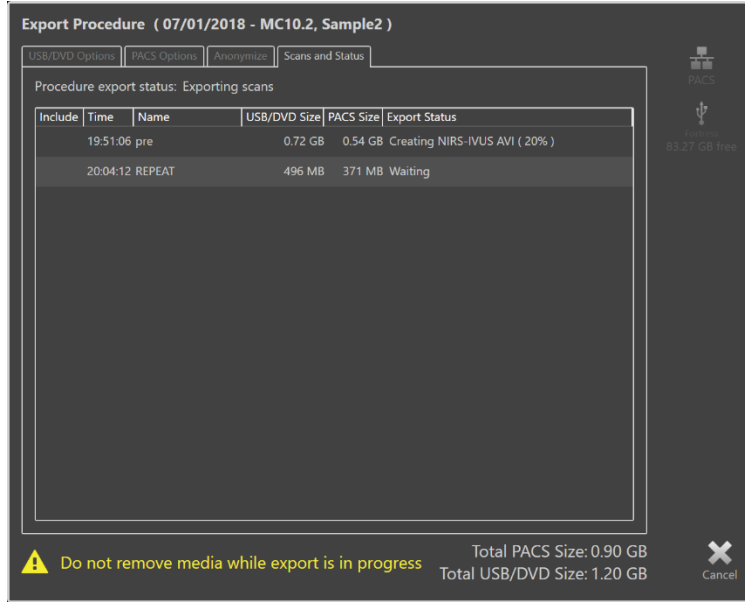 Export Procedure ( 07/01/2018 - MC10.2, Sample2 )
USB/DVD Options PACS Options Anonymize Scans and Status
PACS
Procedure export status: Exporting scans
Include Time Name USB/DVD Size PACS Size Export Status
19:51:06 pre 0.72 GB 0.54 GB Creating NIRS-IVUS AVI ( 20% )
83.27 GB free
20:04:12 REPEAT 496 MB 371 MB Waiting
Do not remove media while export is in progress
Total PACS Size: 0.90 GB
Total USB/DVD Size: 1.20 GB
Cancel